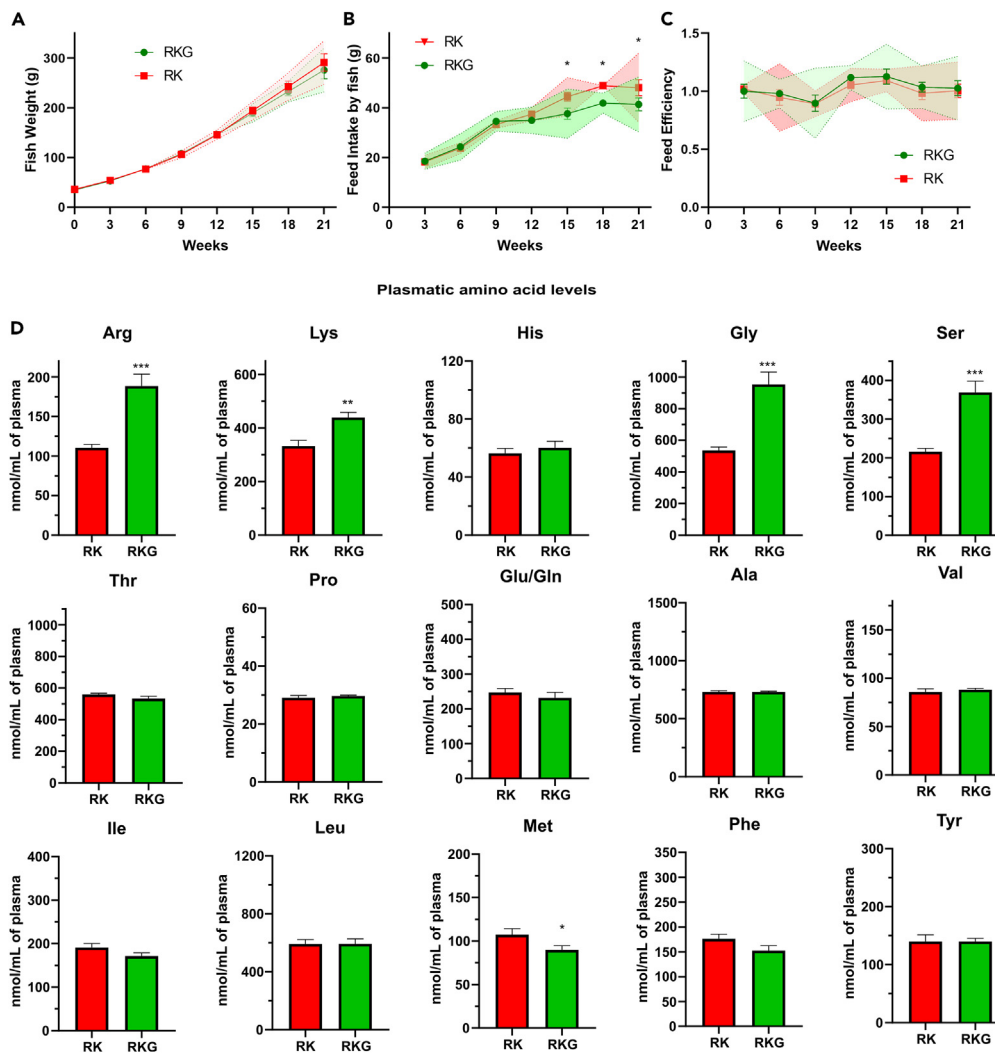 A
Fish Weight (g)
300
200
100
0
RKG
RK
0 3 6 9 12 15 18 21
Weeks
B
Feed Intake by fish (g)
60
40
20
0
RK
RKG
* * *
0 3 6 9 12 15 18 21
Weeks
C
Feed Efficiency
1.5
1.0
0.5
0.0
RKG
RK
0 3 6 9 12 15 18 21
Weeks
Plasmatic amino acid levels
D
Arg
nmol/mL of plasma
200
150
100
50
0
***
RK RKG
Lys
nmol/mL of plasma
600
400
200
0
**
RK RKG
His
nmol/mL of plasma
120
80
40
0
RK RKG
Gly
nmol/mL of plasma
1000
800
600
400
200
0
***
RK RKG
Ser
nmol/mL of plasma
400
300
200
100
0
***
RK RKG
Thr
nmol/mL of plasma
1000
800
600
400
200
0
RK RKG
Pro
nmol/mL of plasma
60
40
20
0
RK RKG
Glu/Gln
nmol/mL of plasma
250
200
150
100
50
0
RK RKG
Ala
nmol/mL of plasma
1500
1000
500
0
RK RKG
Val
nmol/mL of plasma
150
100
50
0
RK RKG
Ile
nmol/mL of plasma
400
300
200
100
0
RK RKG
Leu
nmol/mL of plasma
1200
900
600
300
0
RK RKG
Met
nmol/mL of plasma
200
150
100
50
0
*
RK RKG
Phe
nmol/mL of plasma
350
300
250
200
150
100
50
0
RK RKG
Tyr
nmol/mL of plasma
300
200
100
0
RK RKG